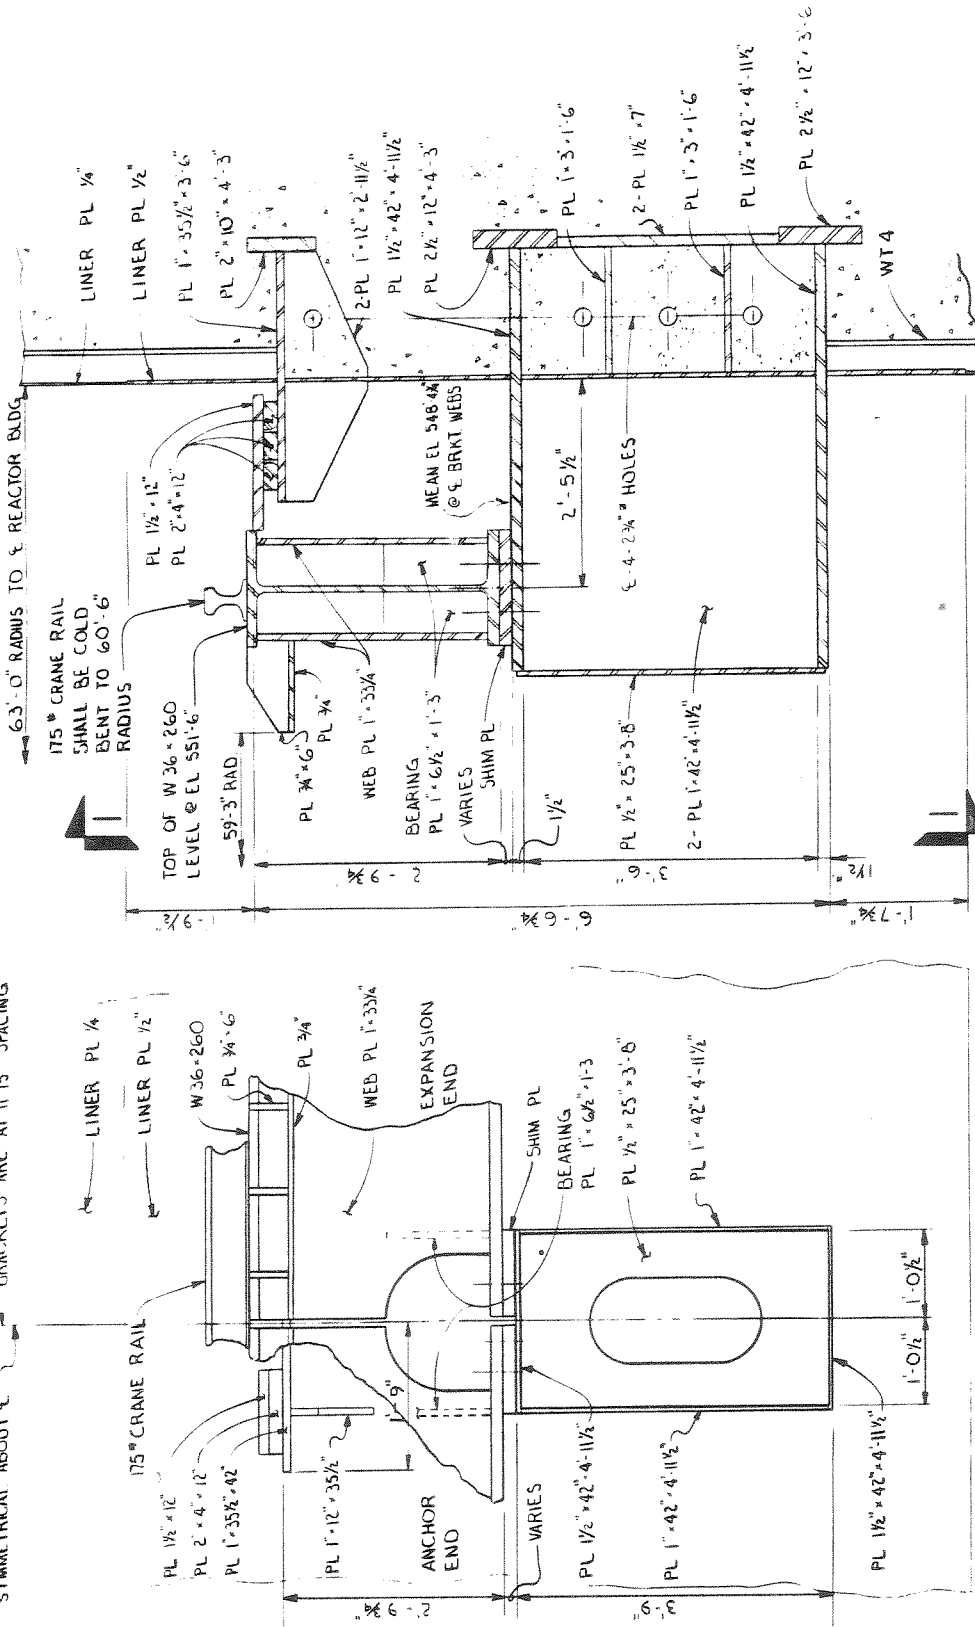 63'-0" RADIUS TO ℄ REACTOR BLDG
LINER PL ¼"
LINER PL ½"
PL 1" × 35½" × 3'-6"
PL 2" × 10" × 4'-3"
2-PL 1" × 12" × 2'-11½"
PL 1½" × 42" × 4'-11½"
PL 2½" × 12" × 4'-3"
PL 1" × 3" × 1'-6"
2-PL 1½" × 7"
PL 1" × 3" × 1'-6"
PL 1½" × 42" × 4'-11½"
PL 2½" × 12" × 3'-6
WT4
175# CRANE RAIL
SHALL BE COLD
BENT TO 60'-6"
RADIUS
PL 1½" × 12"
PL 2" × 4" × 12"
MEAN EL 548'-4¼"
@ ℄ BRKT WEBS
2'-5½"
℄-4-2¾"ø HOLES
TOP OF W 36 × 260
LEVEL @ EL 551'-6"
59'-3" RAD
PL ¾" × 6"
PL ¾"
WEB PL 1" × 33¼"
BEARING
PL 1" × 6½" × 1'-3"
VARIES
SHIM PL
1½"
PL ½" × 25" × 3'-8"
2- PL 1" × 42" × 4'-11½"
1'-9½"
2'-9¾"
3'-6"
1½"
6'-6¾"
1'-7¾"
SYMMETRICAL ABOUT ℄
BRACKETS ARE AT
SPACING
LINER PL ¼
LINER PL ½"
175# CRANE RAIL
W 36 × 260
PL ¾" × 6"
PL ¾"
WEB PL 1" × 33¼
EXPANSION
END
PL 1½" × 12"
PL 2" × 4" × 12"
PL 1" × 35½" × 42"
PL 1" × 12" × 35½"
9"
ANCHOR
END
VARIES
SHIM PL
BEARING
PL 1" × 6½" × 1'-3
PL ½" × 25" × 3'-8"
PL 1" × 42" × 4'-11½"
PL 1½" × 42" × 4'-11½"
PL 1" × 42" × 4'-11½"
PL 1½" × 42" × 4'-11½"
2'-9¾"
3'-9"
1'-0½"
1'-0½"